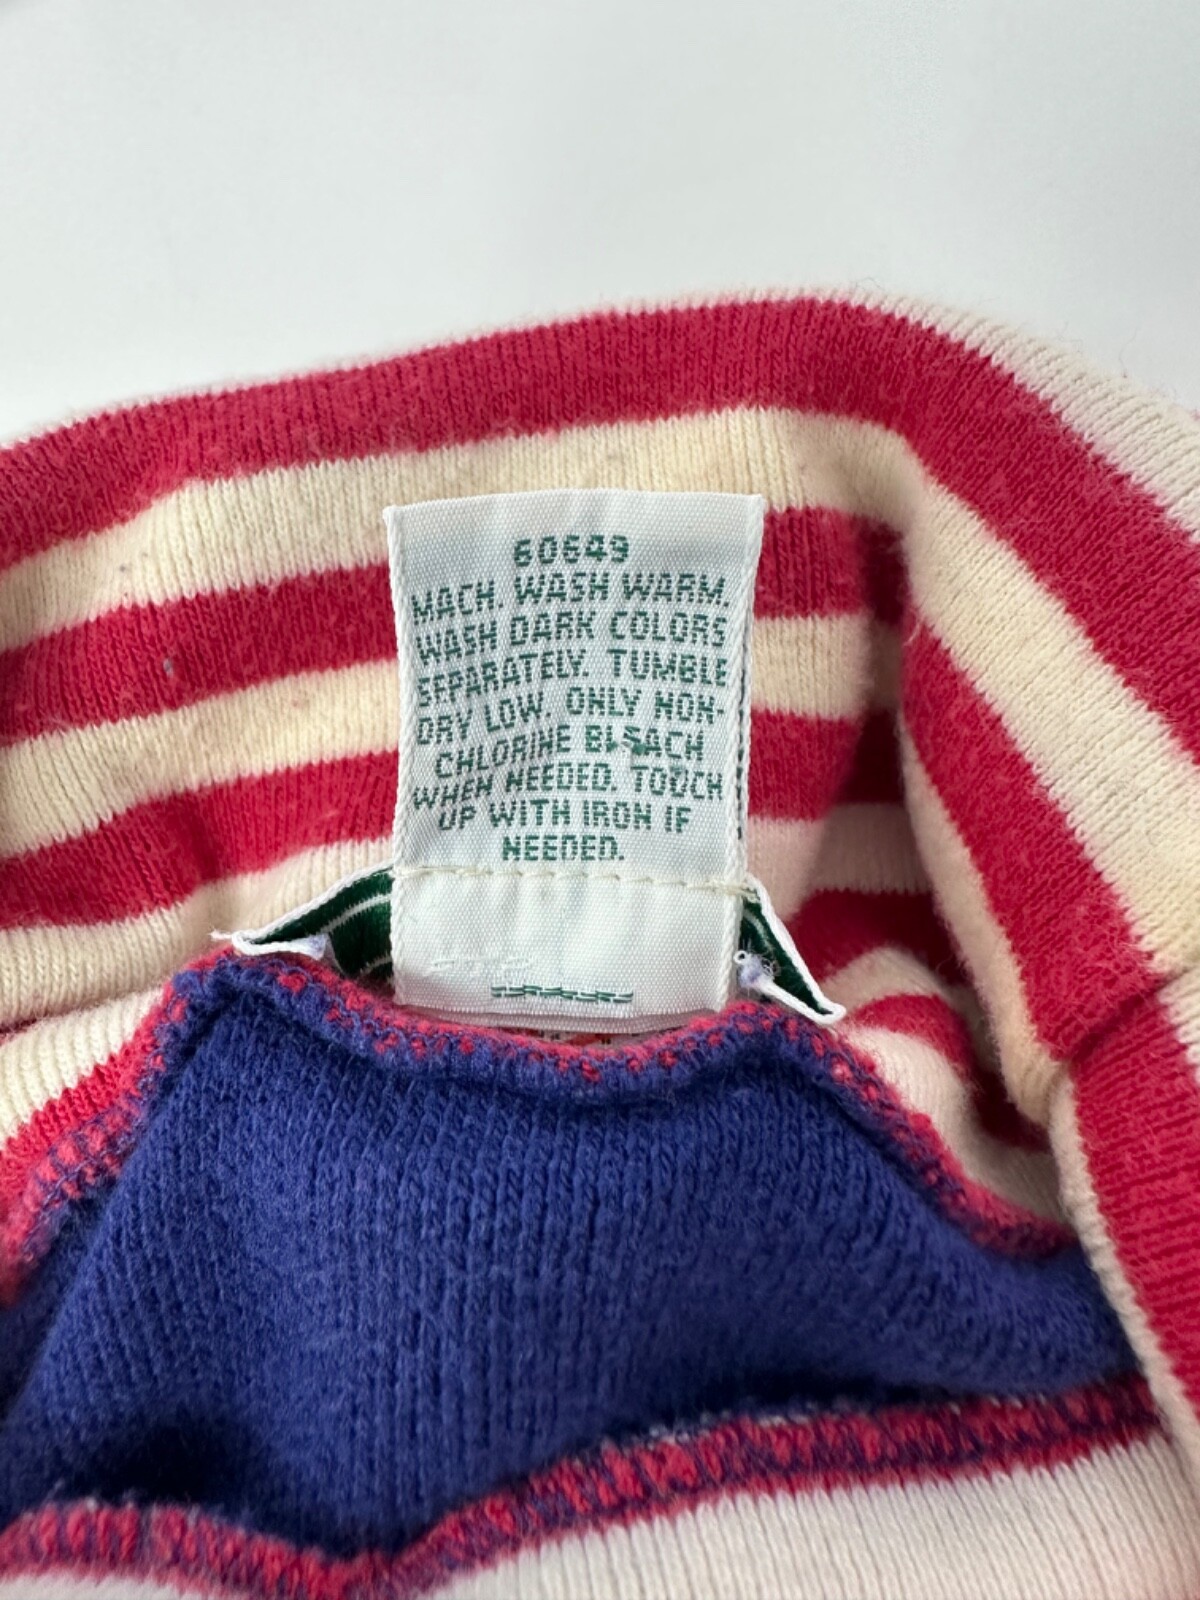 60649
MACH. WASH WARM.
WASH DARK COLORS
SEPARATELY. TUMBLE
DRY LOW. ONLY NON-
CHLORINE BLEACH
WHEN NEEDED. TOUCH
UP WITH IRON IF
NEEDED.